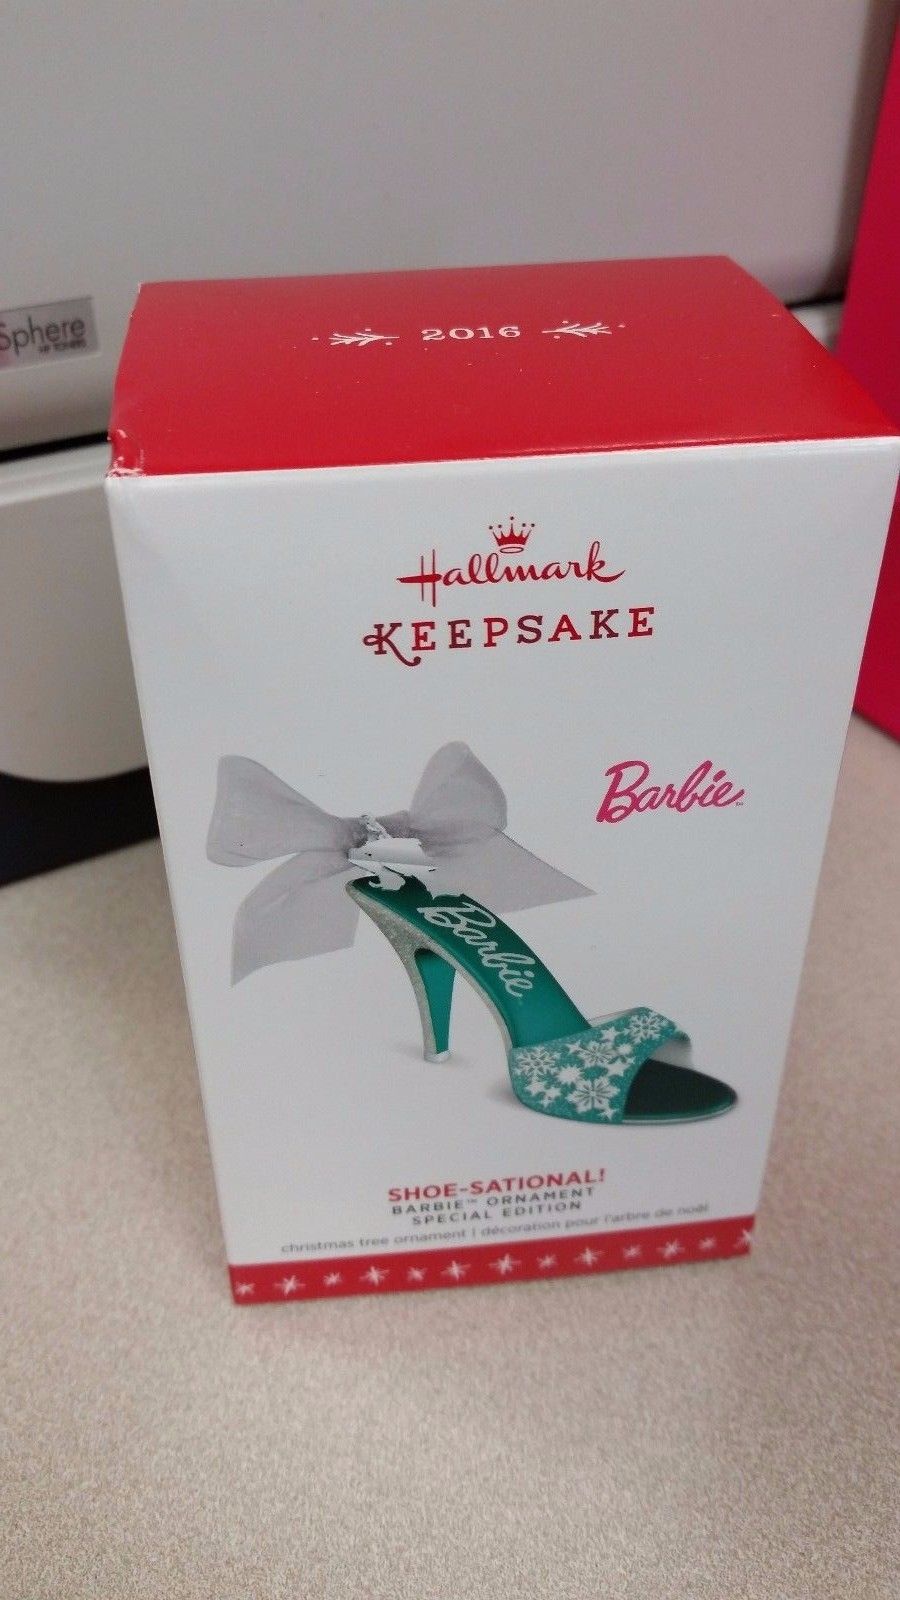 Sphere
2016
Hallmark
KEEPSAKE
Barbie™
Barbie
SHOE-SATIONAL!
BARBIE™ ORNAMENT
SPECIAL EDITION
christmas tree ornament | décoration pour l'arbre de noël